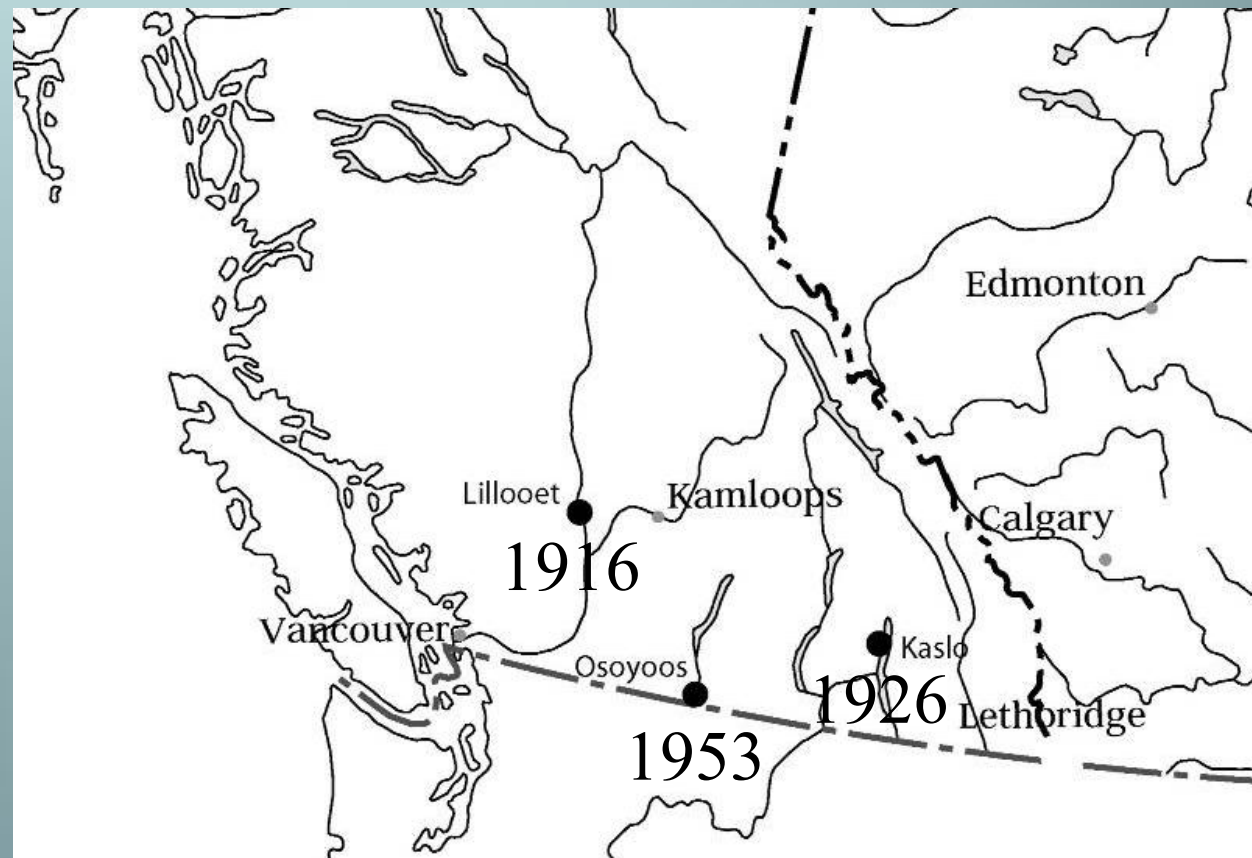 Edmonton
Lillooet
Kamloops
Calgary
1916
Vancouver
Kaslo
Osoyoos
1926
Lethbridge
1953